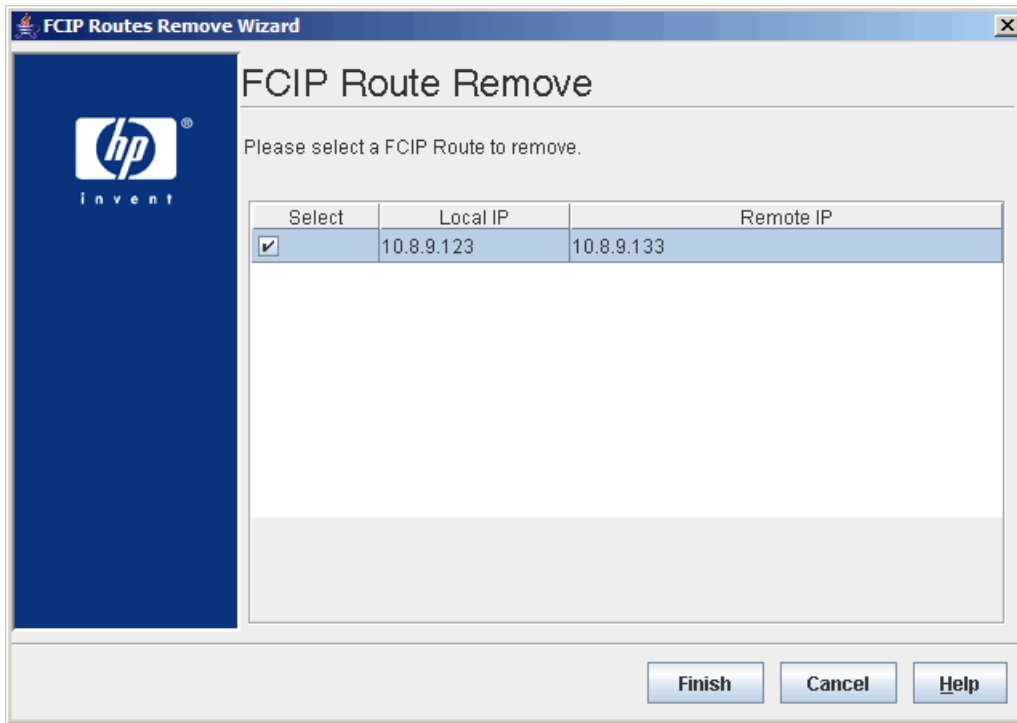 FCIP Routes Remove Wizard
FCIP Route Remove
hp
®
invent
Please select a FCIP Route to remove.
Select Local IP Remote IP
10.8.9.123 10.8.9.133
Finish Cancel Help